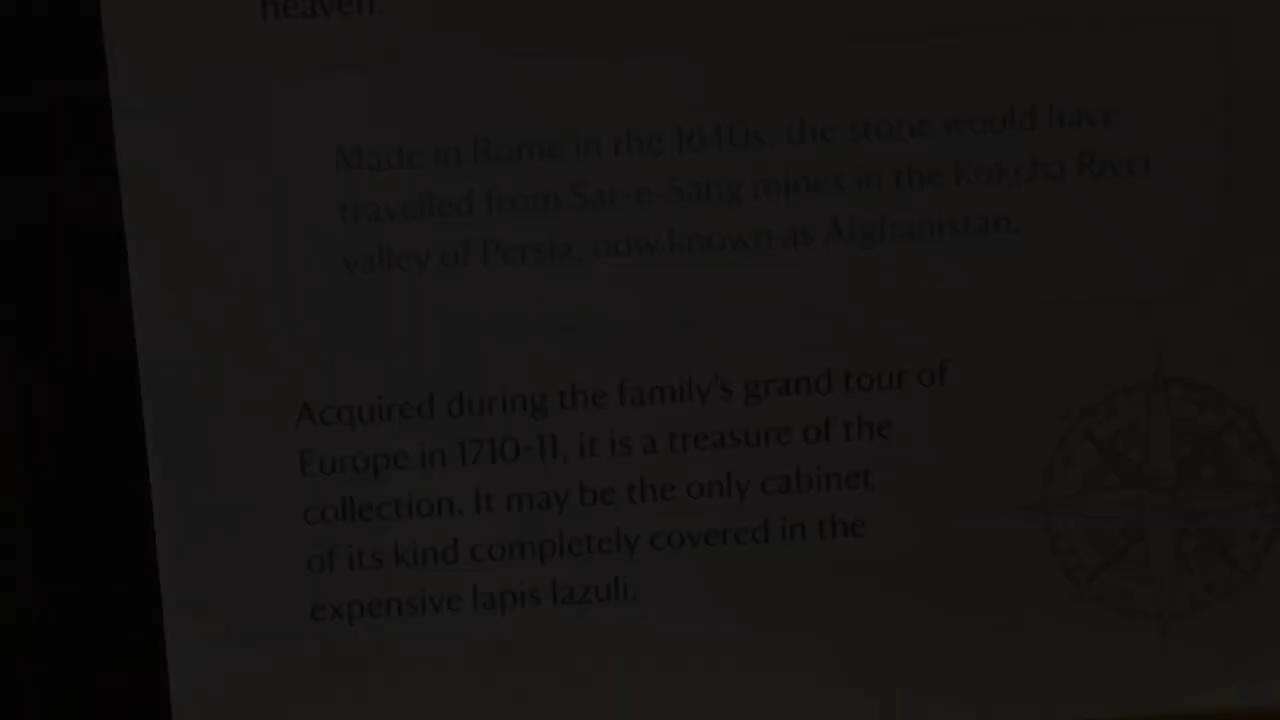 heaven.
Made in Rome in the 1640s, the stone would have
travelled from Sar-e-Sang mines in the Kokcha River
valley of Persia, now known as Afghanistan.
Acquired during the family's grand tour of
Europe in 1710-11, it is a treasure of the
collection. It may be the only cabinet
of its kind completely covered in the
expensive lapis lazuli.